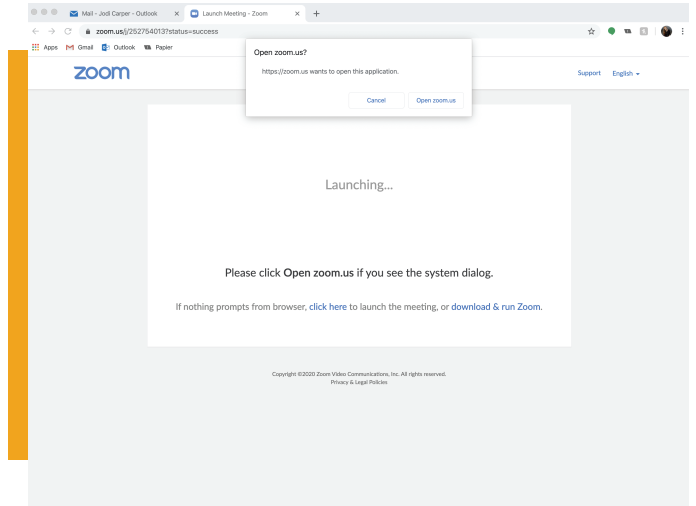 Mail - Jodi Carper - Outlook
Launch Meeting - Zoom
zoom.us/j/252754013?status=success
Apps Gmail Outlook Papier
Open zoom.us?
https://zoom.us wants to open this application.
Cancel Open zoom.us
zoom
Support English
Launching...
Please click Open zoom.us if you see the system dialog.
If nothing prompts from browser, click here to launch the meeting, or download & run Zoom.
Copyright ©2020 Zoom Video Communications, Inc. All rights reserved.
Privacy & Legal Policies